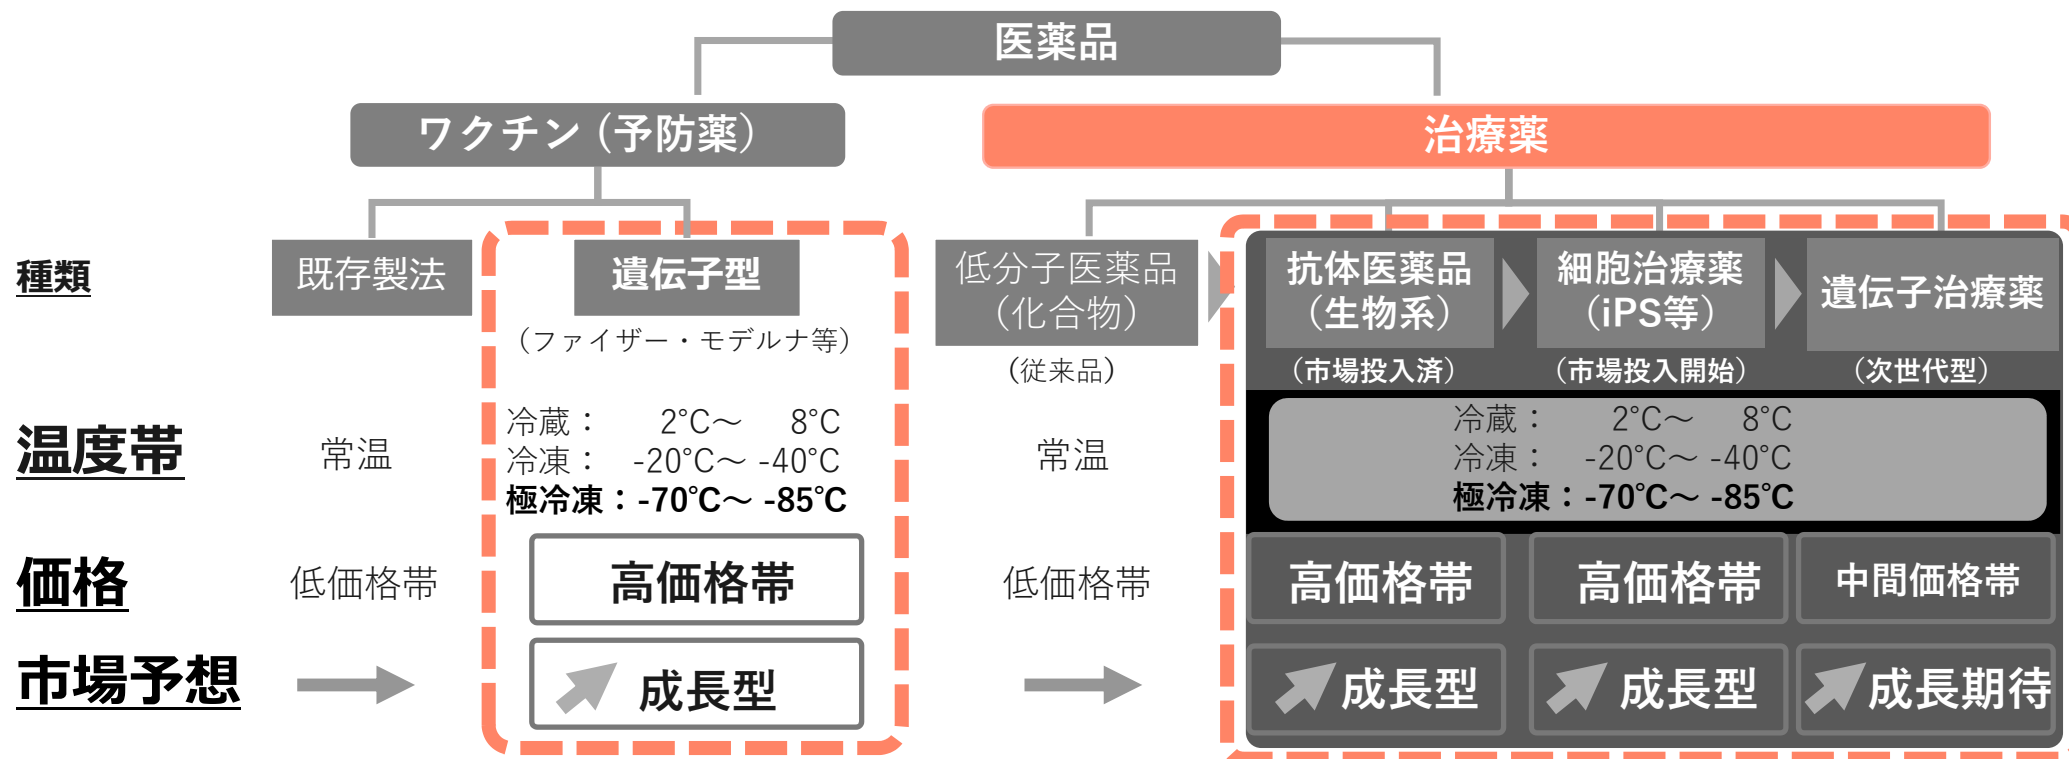 医薬品
ワクチン（予防薬）
治療薬
種類
既存製法
遺伝子型
（ファイザー・モデルナ等）
低分子医薬品
（化合物）
（従来品）
抗体医薬品
（生物系）
（市場投入済）
細胞治療薬
（iPS等）
（市場投入開始）
遺伝子治療薬
（次世代型）
温度帯
常温
冷蔵： 2℃～ 8℃
冷凍： -20℃～ -40℃
極冷凍：-70℃～ -85℃
常温
冷蔵： 2℃～ 8℃
冷凍： -20℃～ -40℃
極冷凍：-70℃～ -85℃
価格
低価格帯
高価格帯
低価格帯
高価格帯
高価格帯
中間価格帯
市場予想
成長型
成長型
成長型
成長期待